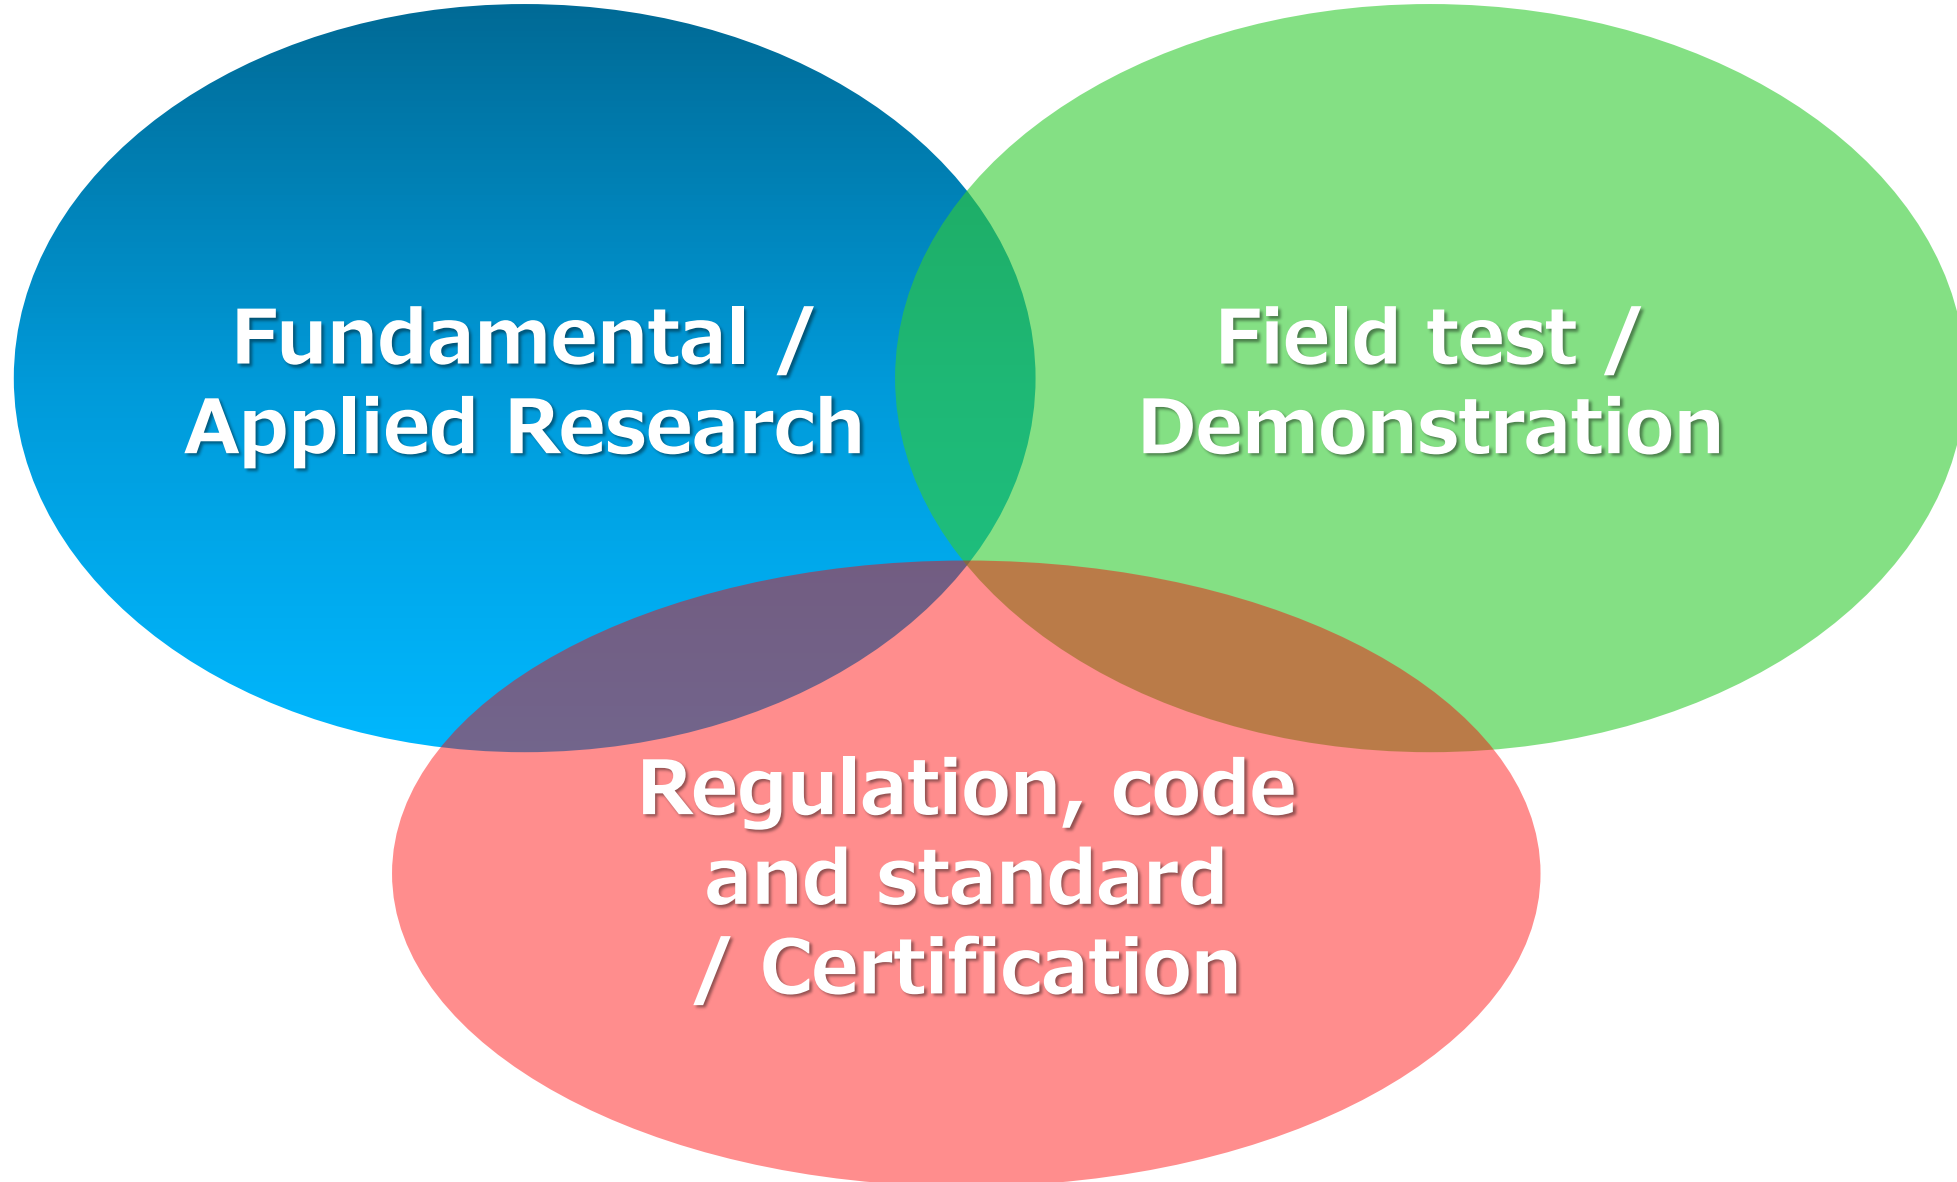 Fundamental /
Applied Research
Field test /
Demonstration
Regulation, code
and standard
/ Certification